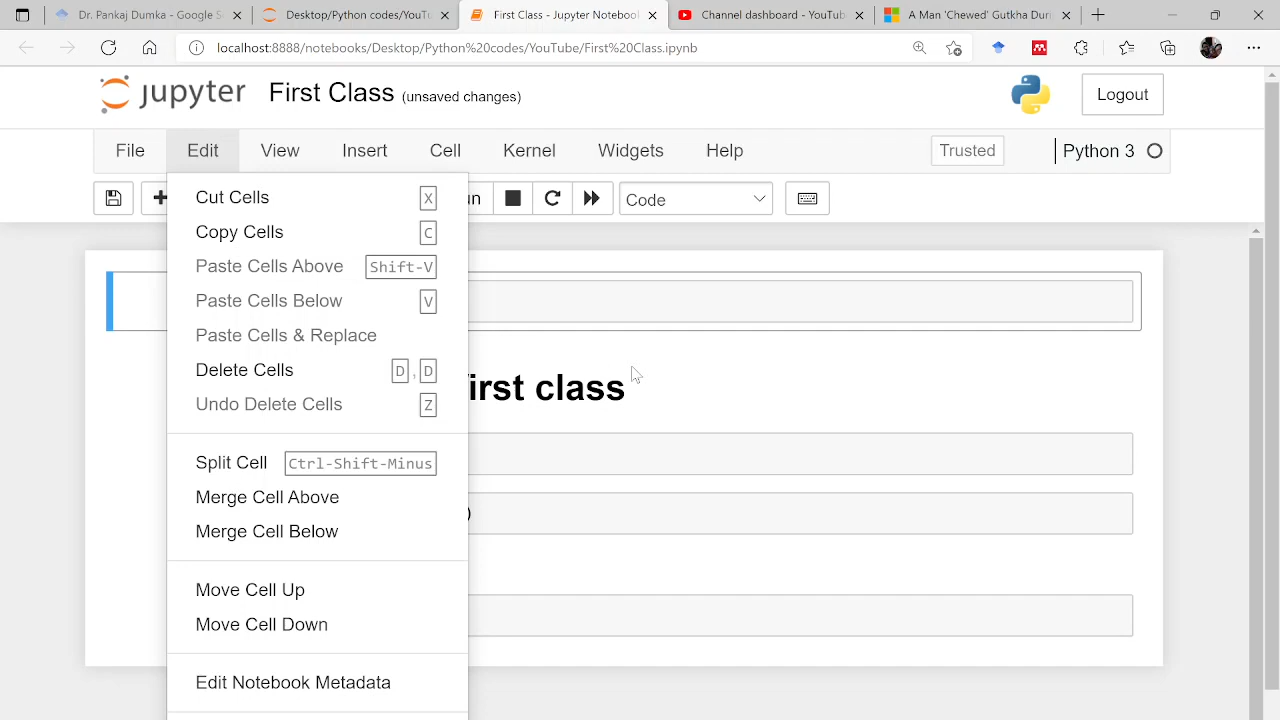 Dr. Pankaj Dumka - Google S
Desktop/Python codes/YouTube/
First Class - Jupyter Notebook
Channel dashboard - YouTube
A Man 'Chewed' Gutkha Duri
localhost:8888/notebooks/Desktop/Python%20codes/YouTube/First%20Class.ipynb
jupyter First Class (unsaved changes) Logout
File Edit View Insert Cell Kernel Widgets Help Trusted Python 3
un Code
Cut Cells X
Copy Cells C
Paste Cells Above Shift-V
Paste Cells Below V
Paste Cells & Replace
Delete Cells D, D
Undo Delete Cells Z
irst class
Split Cell Ctrl-Shift-Minus
Merge Cell Above
Merge Cell Below
)
Move Cell Up
Move Cell Down
Edit Notebook Metadata